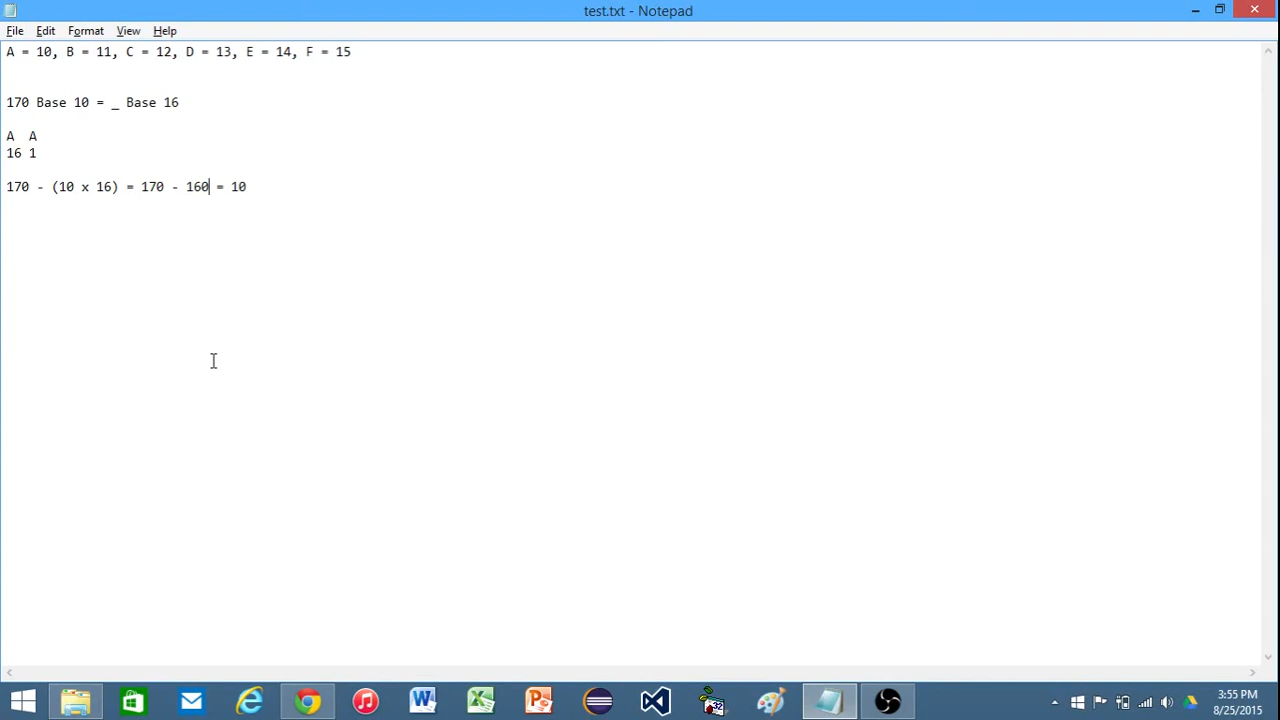 test.txt - Notepad
File Edit Format View Help
A = 10, B = 11, C = 12, D = 13, E = 14, F = 15
170 Base 10 = _ Base 16
A A
16 1
170 - (10 x 16) = 170 - 160 = 10
32
3:55 PM
8/25/2015